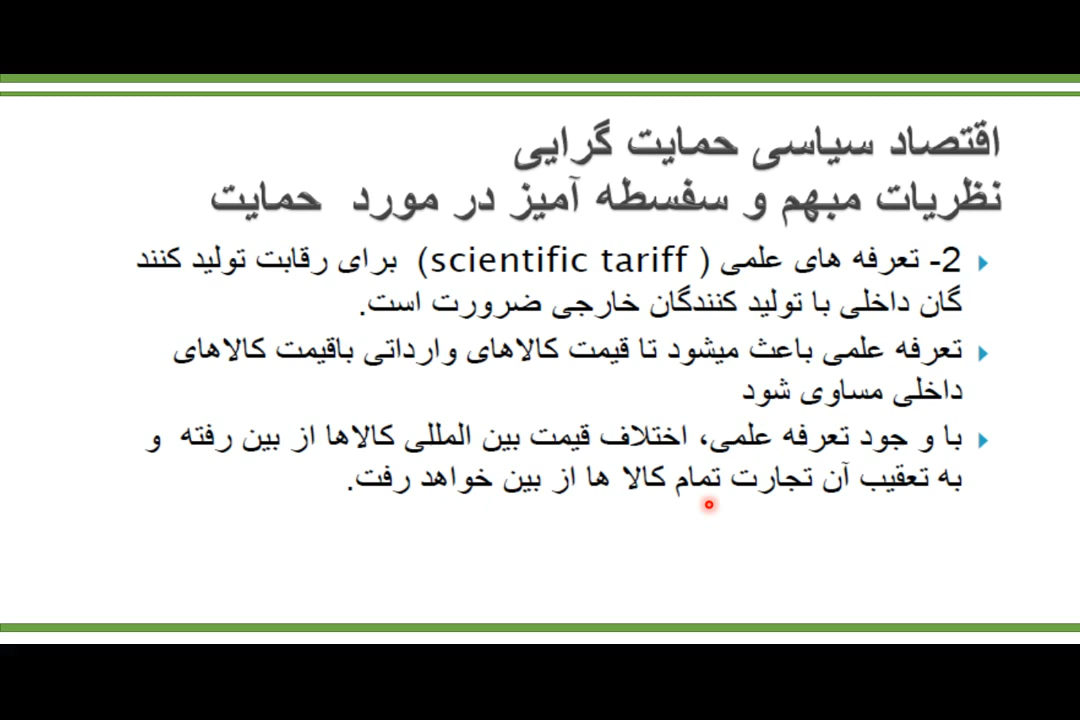 اقتصاد سیاسی حمایت گرایی
نظریات مبهم و سفسطه آمیز در مورد حمایت
2- تعرفه های علمی ( scientific tariff) برای رقابت تولید کنند
گان داخلی با تولید کنندگان خارجی ضرورت است.
تعرفه علمی باعث میشود تا قیمت کالاهای وارداتی باقیمت کالاهای
داخلی مساوی شود
با و جود تعرفه علمی، اختلاف قیمت بین المللی کالاها از بین رفته و
به تعقیب آن تجارت تمام کالا ها از بین خواهد رفت.